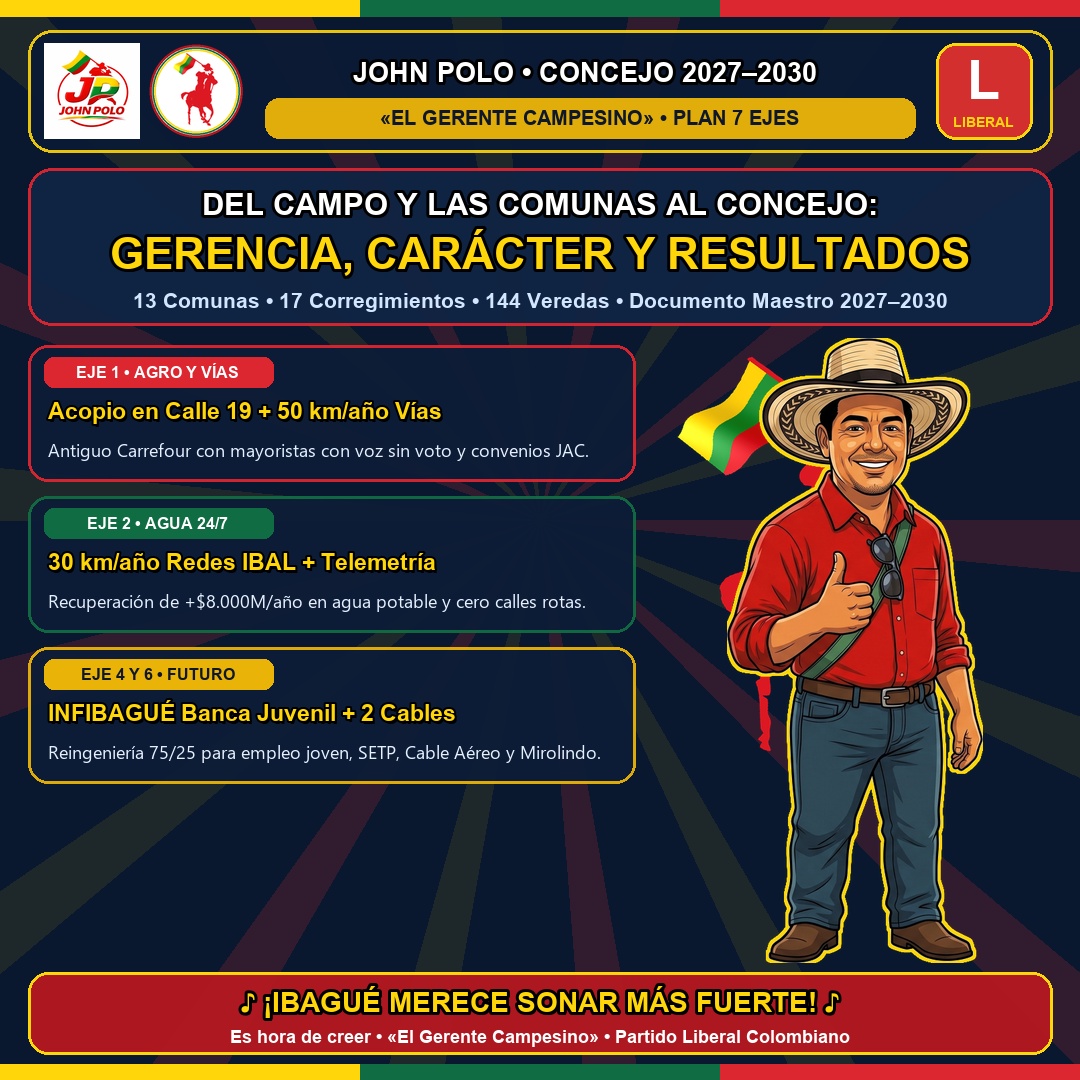 JP
JOHN POLO
JOHN POLO • CONCEJO 2027–2030
«EL GERENTE CAMPESINO» • PLAN 7 EJES
L
LIBERAL
DEL CAMPO Y LAS COMUNAS AL CONCEJO:
GERENCIA, CARÁCTER Y RESULTADOS
13 Comunas • 17 Corregimientos • 144 Veredas • Documento Maestro 2027–2030
EJE 1 • AGRO Y VÍAS
Acopio en Calle 19 + 50 km/año Vías
Antiguo Carrefour con mayoristas con voz sin voto y convenios JAC.
EJE 2 • AGUA 24/7
30 km/año Redes IBAL + Telemetría
Recuperación de +$8.000M/año en agua potable y cero calles rotas.
EJE 4 Y 6 • FUTURO
INFIBAGUÉ Banca Juvenil + 2 Cables
Reingeniería 75/25 para empleo joven, SETP, Cable Aéreo y Mirolindo.
♪ ¡IBAGUÉ MERECE SONAR MÁS FUERTE! ♪
Es hora de creer • «El Gerente Campesino» • Partido Liberal Colombiano